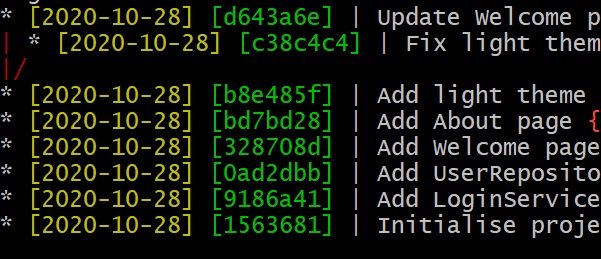 * [2020-10-28] [d643a6e] | Update Welcome p
| * [2020-10-28] [c38c4c4] | Fix light them
|/
* [2020-10-28] [b8e485f] | Add light theme
* [2020-10-28] [bd7bd28] | Add About page {
* [2020-10-28] [328708d] | Add Welcome page
* [2020-10-28] [0ad2dbb] | Add UserReposito
* [2020-10-28] [9186a41] | Add LoginService
* [2020-10-28] [1563681] | Initialise proje